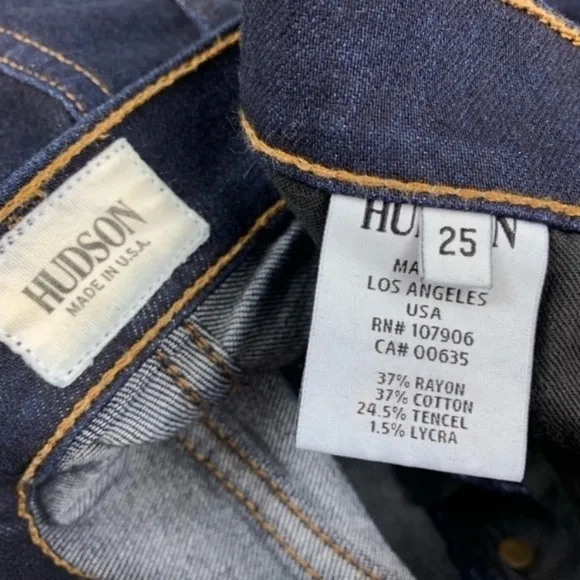 HUDSON
MADE IN U.S.A.
HU N
25
MA
LOS ANGELES
USA
RN# 107906
CA# 00635
37% RAYON
37% COTTON
24.5% TENCEL
1.5% LYCRA